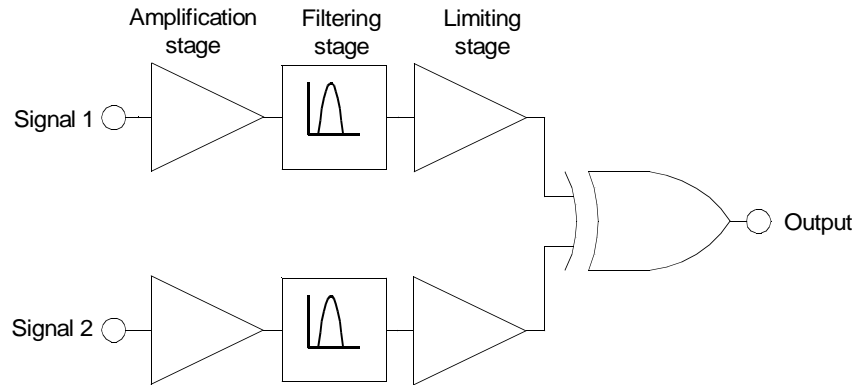 Amplification
stage
Filtering
stage
Limiting
stage
Signal 1
Output
Signal 2